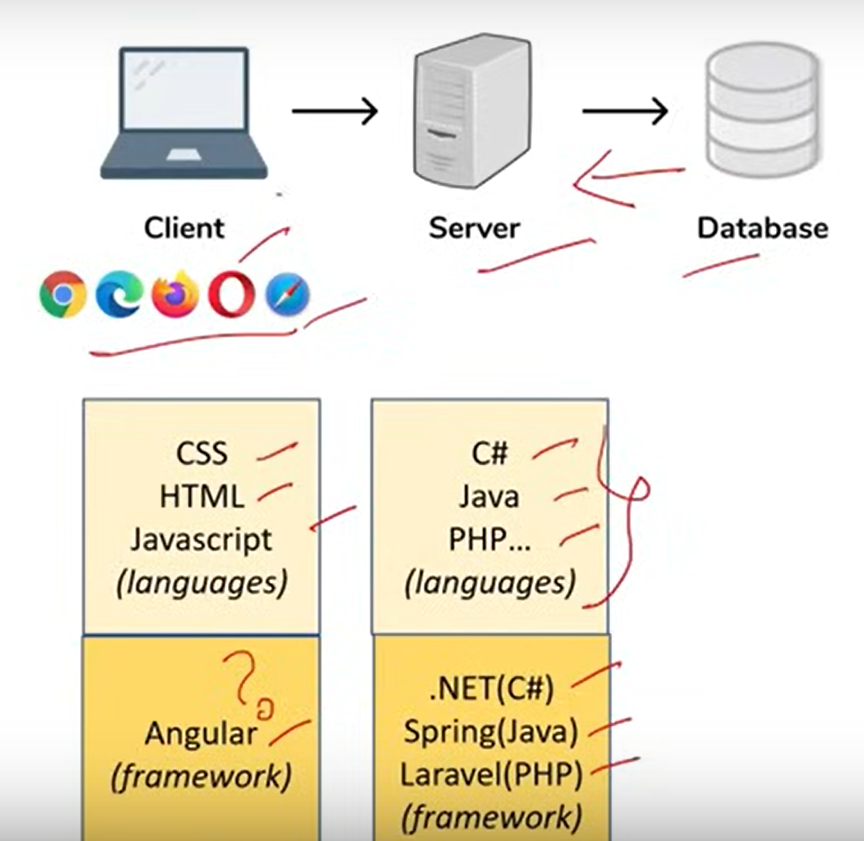 Client
Server
Database
CSS
HTML
Javascript
(languages)
C#
Java
PHP...
(languages)
?
Angular
(framework)
.NET(C#)
Spring(Java)
Laravel(PHP)
(framework)